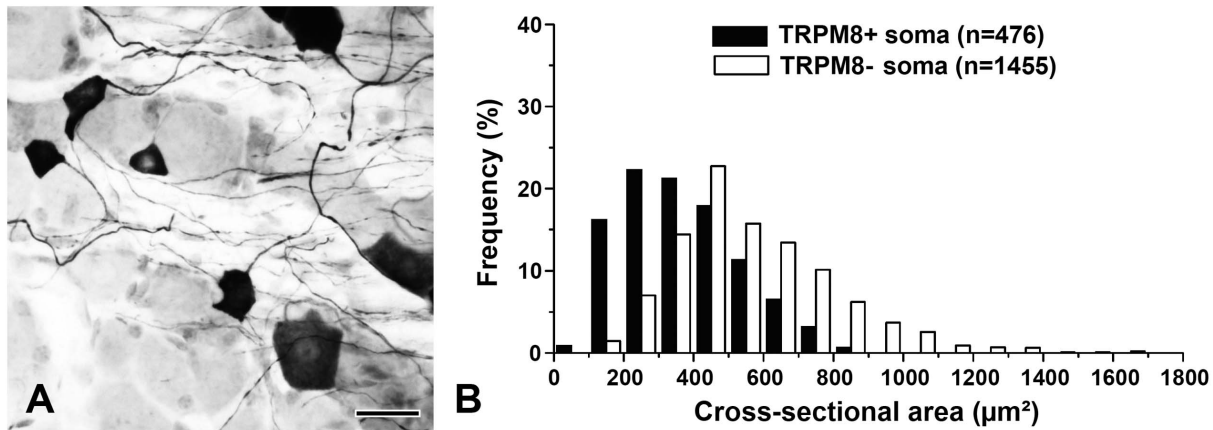 A
B
TRPM8+ soma (n=476)
TRPM8- soma (n=1455)
Frequency (%)
40
30
20
10
0
0 200 400 600 800 1000 1200 1400 1600 1800
Cross-sectional area (µm²)